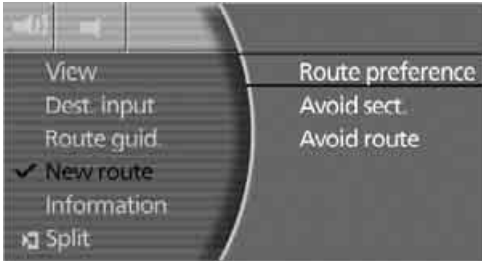 View
Dest. input
Route guid.
New route
Information
Split
Route preference
Avoid sect.
Avoid route